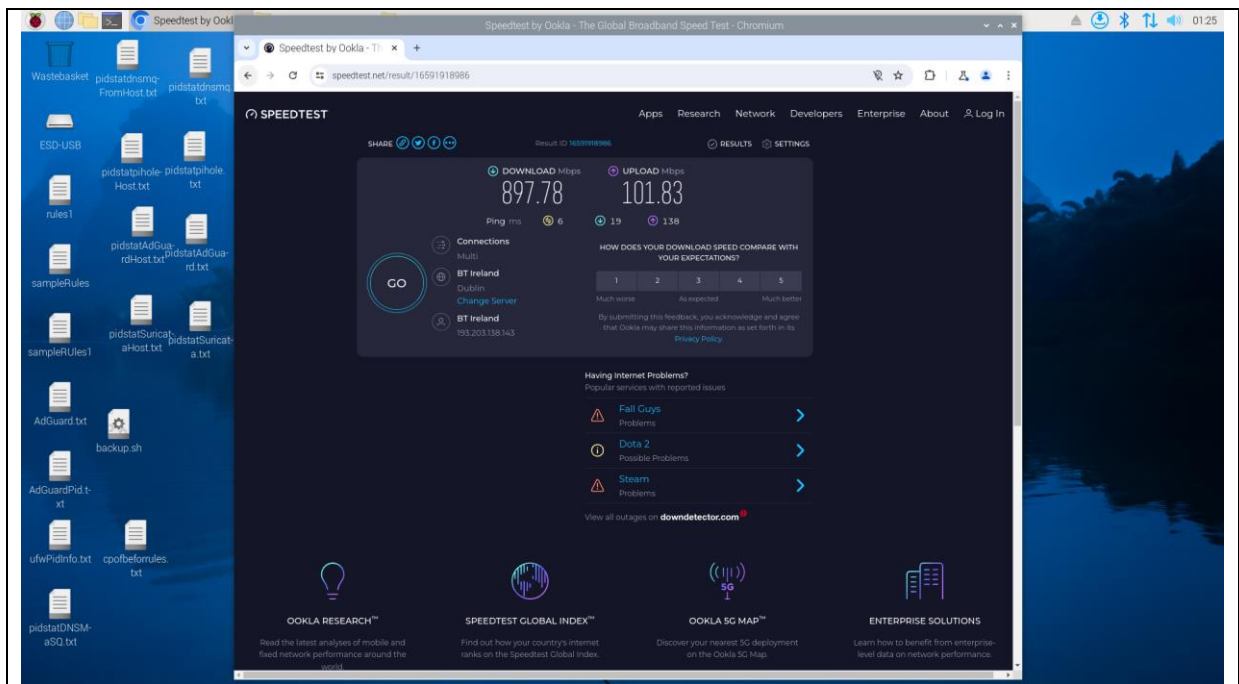 Speedtest by Ookl
01:25
Speedtest by Ookla - The Global Broadband Speed Test - Chromium
Speedtest by Ookla - Th
speedtest.net/result/16591918986
Wastebasket
pidstatdnsmq-
FromHost.txt
pidstatdnsmq.
txt
ESD-USB
pidstatpihole-
Host.txt
pidstatpihole.
txt
rules1
pidstatAdGua-
rdHost.txt
pidstatAdGua-
rd.txt
sampleRules
pidstatSuricat-
aHost.txt
pidstatSuricat-
a.txt
sampleRUles1
AdGuard.txt
backup.sh
AdGuardPid.t-
xt
ufwPidInfo.txt
cpofbeforrules.
txt
pidstatDNSM-
aSQ.txt
SPEEDTEST
Apps Research Network Developers Enterprise About Log In
SHARE
Result ID 16591918986
RESULTS SETTINGS
DOWNLOAD Mbps UPLOAD Mbps
897.78 101.83
Ping ms 6 19 138
Connections
Multi
BT Ireland
Dublin
Change Server
BT Ireland
193.203.138.143
GO
HOW DOES YOUR DOWNLOAD SPEED COMPARE WITH
YOUR EXPECTATIONS?
1 2 3 4 5
Much worse As expected Much better
By submitting this feedback, you acknowledge and agree
that Ookla may share this information as set forth in its
Privacy Policy.
Having Internet Problems?
Popular services with reported issues
Fall Guys
Problems
Dota 2
Possible Problems
Steam
Problems
View all outages on downdetector.com
5G
OOKLA RESEARCH™
Read the latest analyses of mobile and
fixed network performance around the
world.
SPEEDTEST GLOBAL INDEX™
Find out how your country's internet
ranks on the Speedtest Global Index.
OOKLA 5G MAP™
Discover your nearest 5G deployment
on the Ookla 5G Map.
ENTERPRISE SOLUTIONS
Learn how to benefit from enterprise-
level data on network performance.